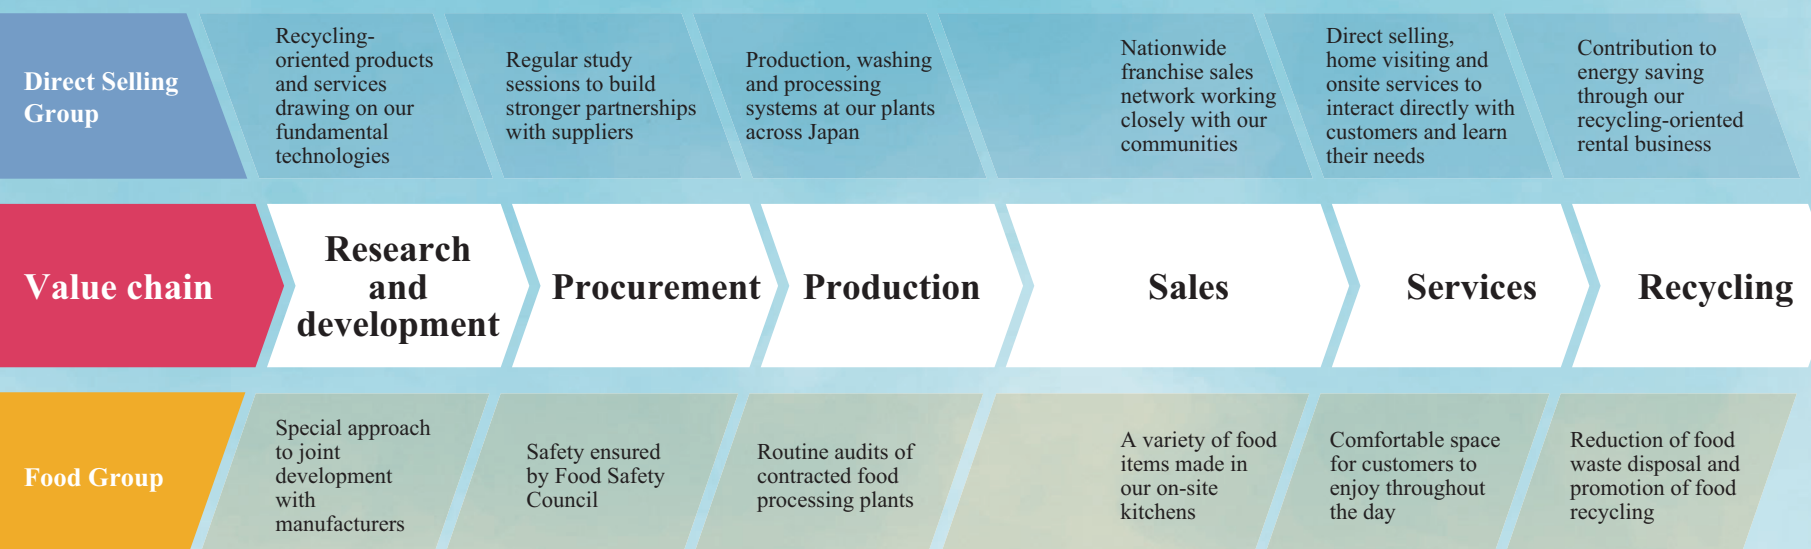 Direct Selling
Group
Recycling-
oriented products
and services
drawing on our
fundamental
technologies
Regular study
sessions to build
stronger partnerships
with suppliers
Production, washing
and processing
systems at our plants
across Japan
Nationwide
franchise sales
network working
closely with our
communities
Direct selling,
home visiting and
onsite services to
interact directly with
customers and learn
their needs
Contribution to
energy saving
through our
recycling-oriented
rental business
Value chain
Research
and
development
Procurement
Production
Sales
Services
Recycling
Food Group
Special approach
to joint
development
with
manufacturers
Safety ensured
by Food Safety
Council
Routine audits of
contracted food
processing plants
A variety of food
items made in
our on-site
kitchens
Comfortable space
for customers to
enjoy throughout
the day
Reduction of food
waste disposal and
promotion of food
recycling